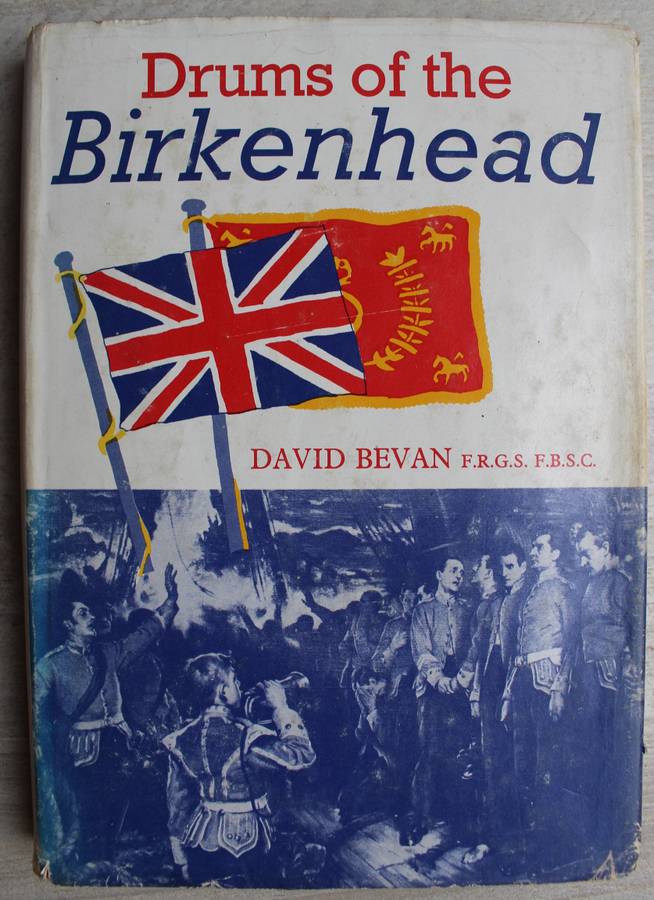 Drums of the
Birkenhead
DAVID BEVAN F.R.G.S. F.B.S.C.